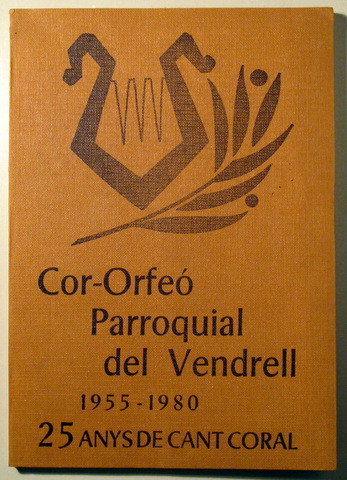 Cor-Orfeó
Parroquial
del Vendrell
1955-1980
25 ANYS DE CANT CORAL